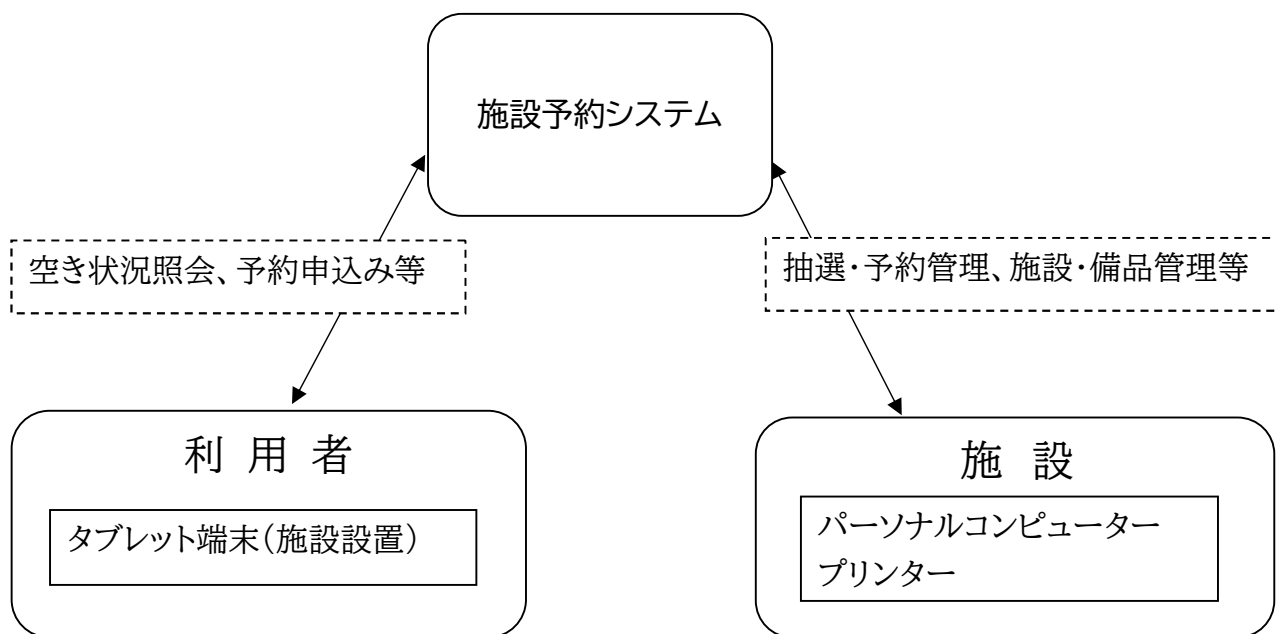 施設予約システム
空き状況照会、予約申込み等
抽選・予約管理、施設・備品管理等
利 用 者
タブレット端末(施設設置)
施 設
パーソナルコンピューター
プリンター